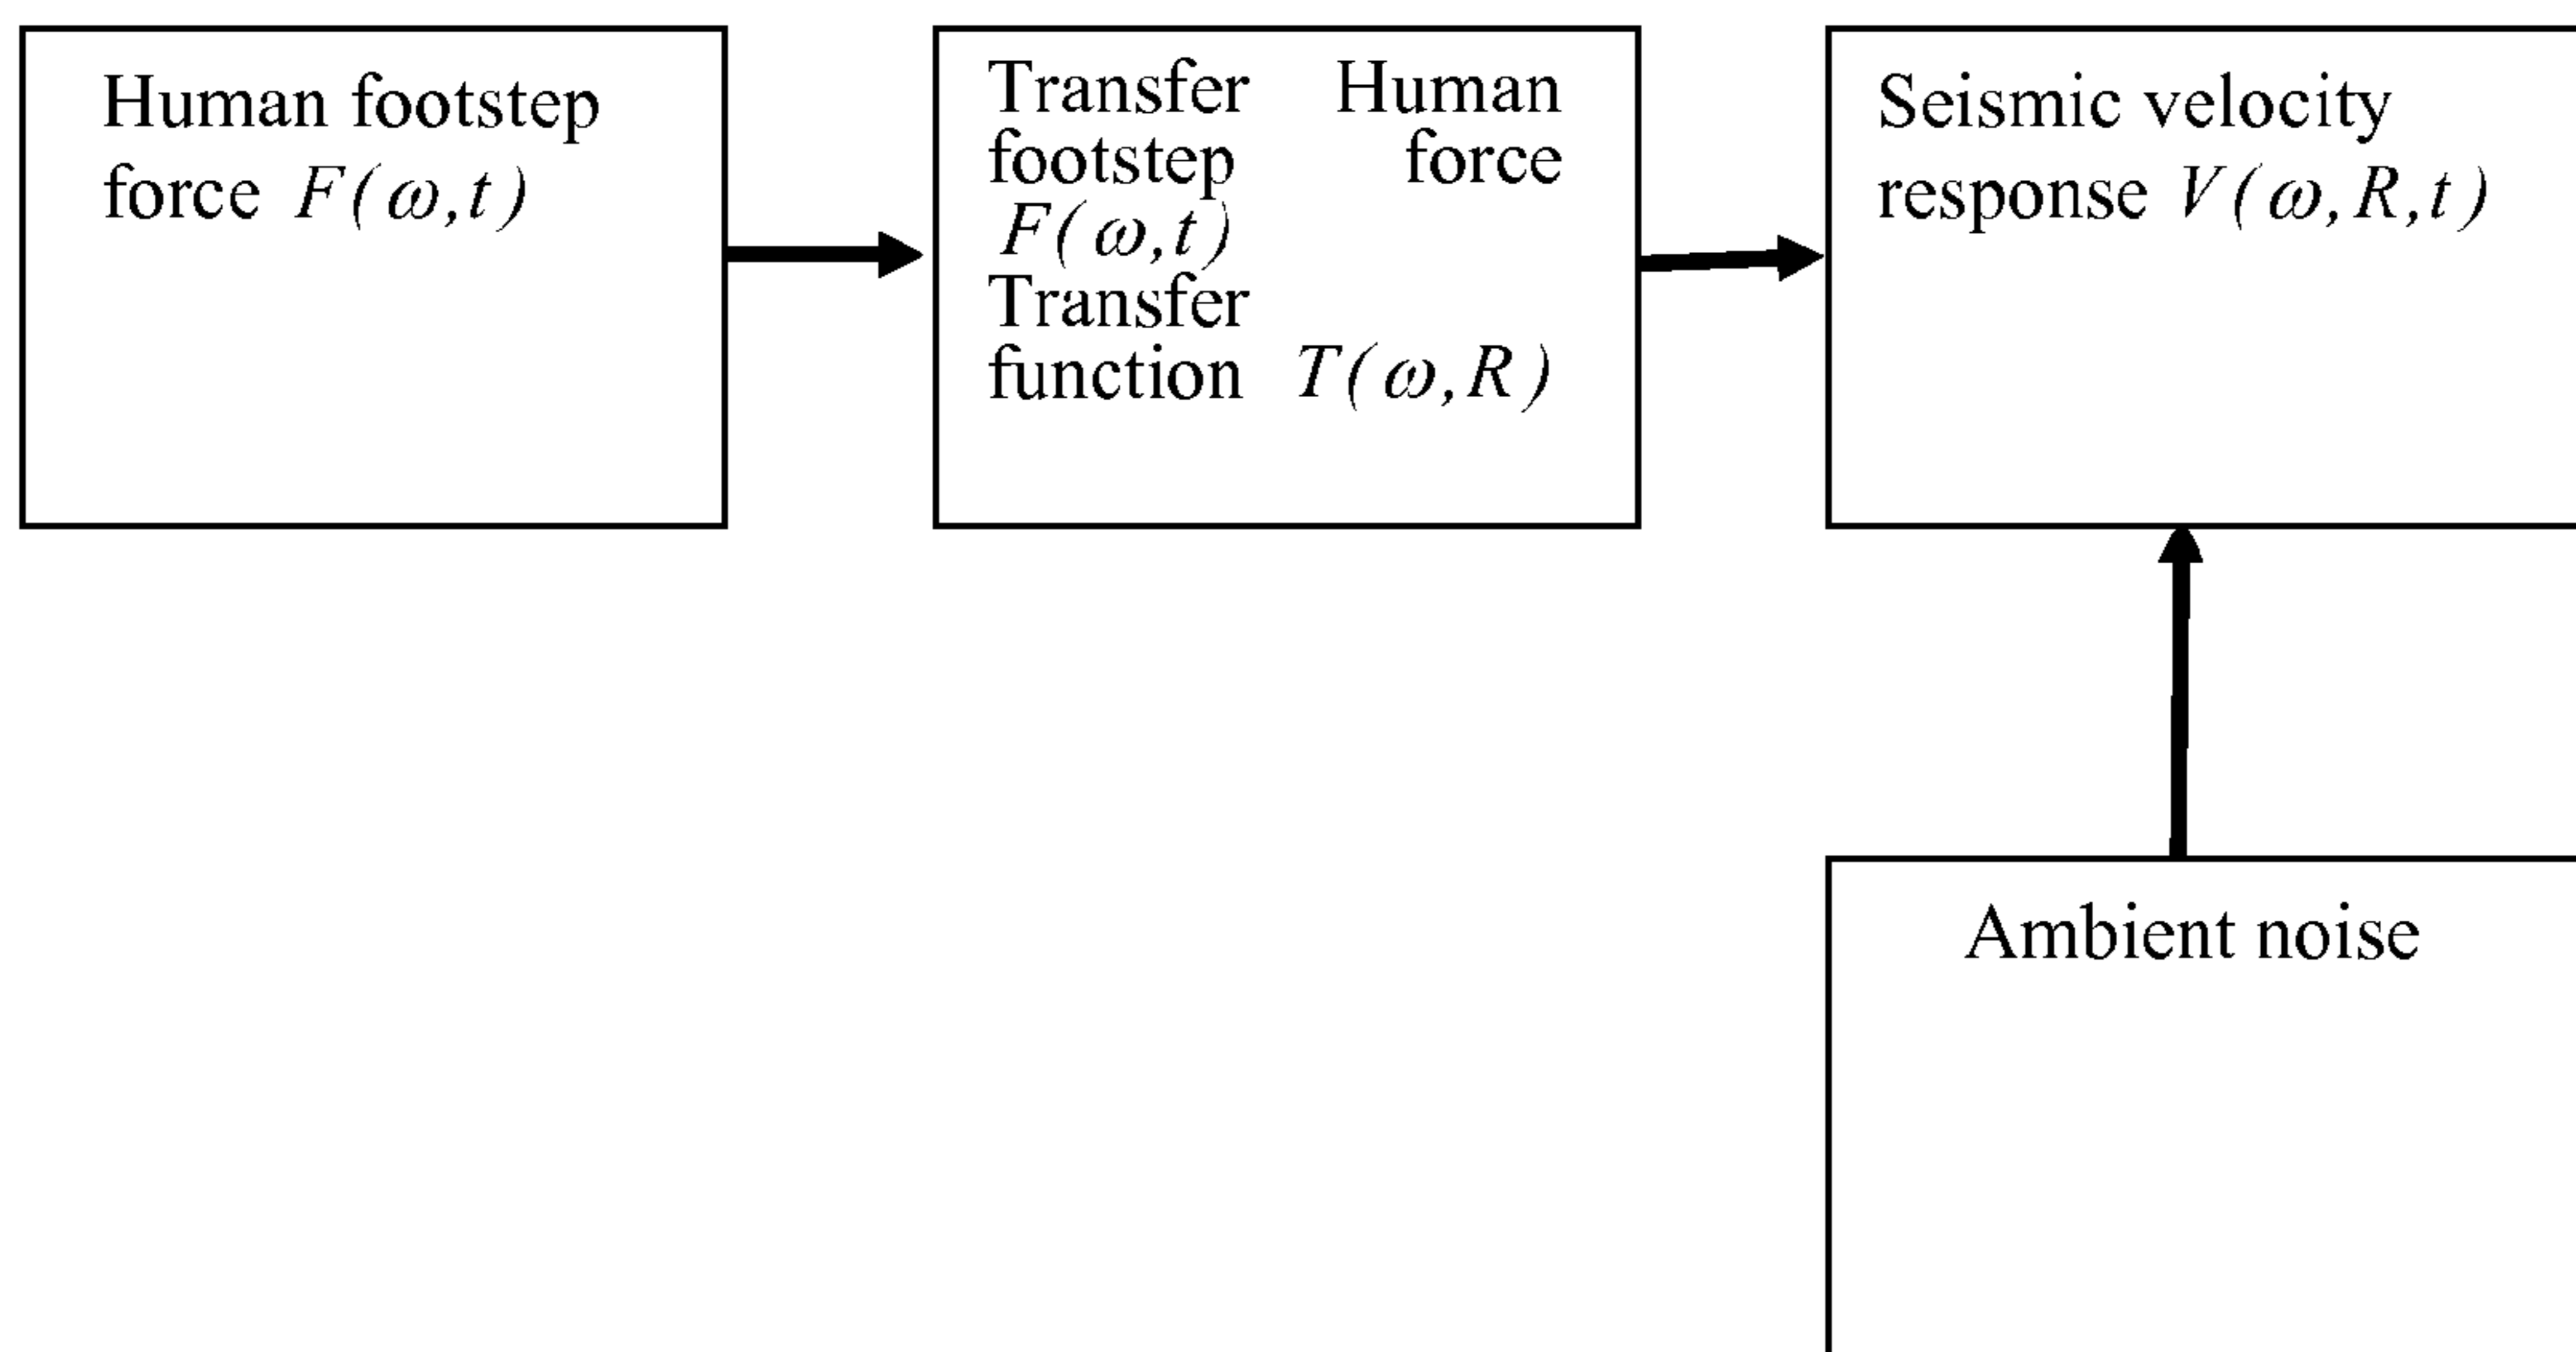 Human footstep
force F(ω,t)
Transfer Human
footstep force
F(ω,t)
Transfer
function T(ω,R)
Seismic velocity
response V(ω,R,t)
Ambient noise